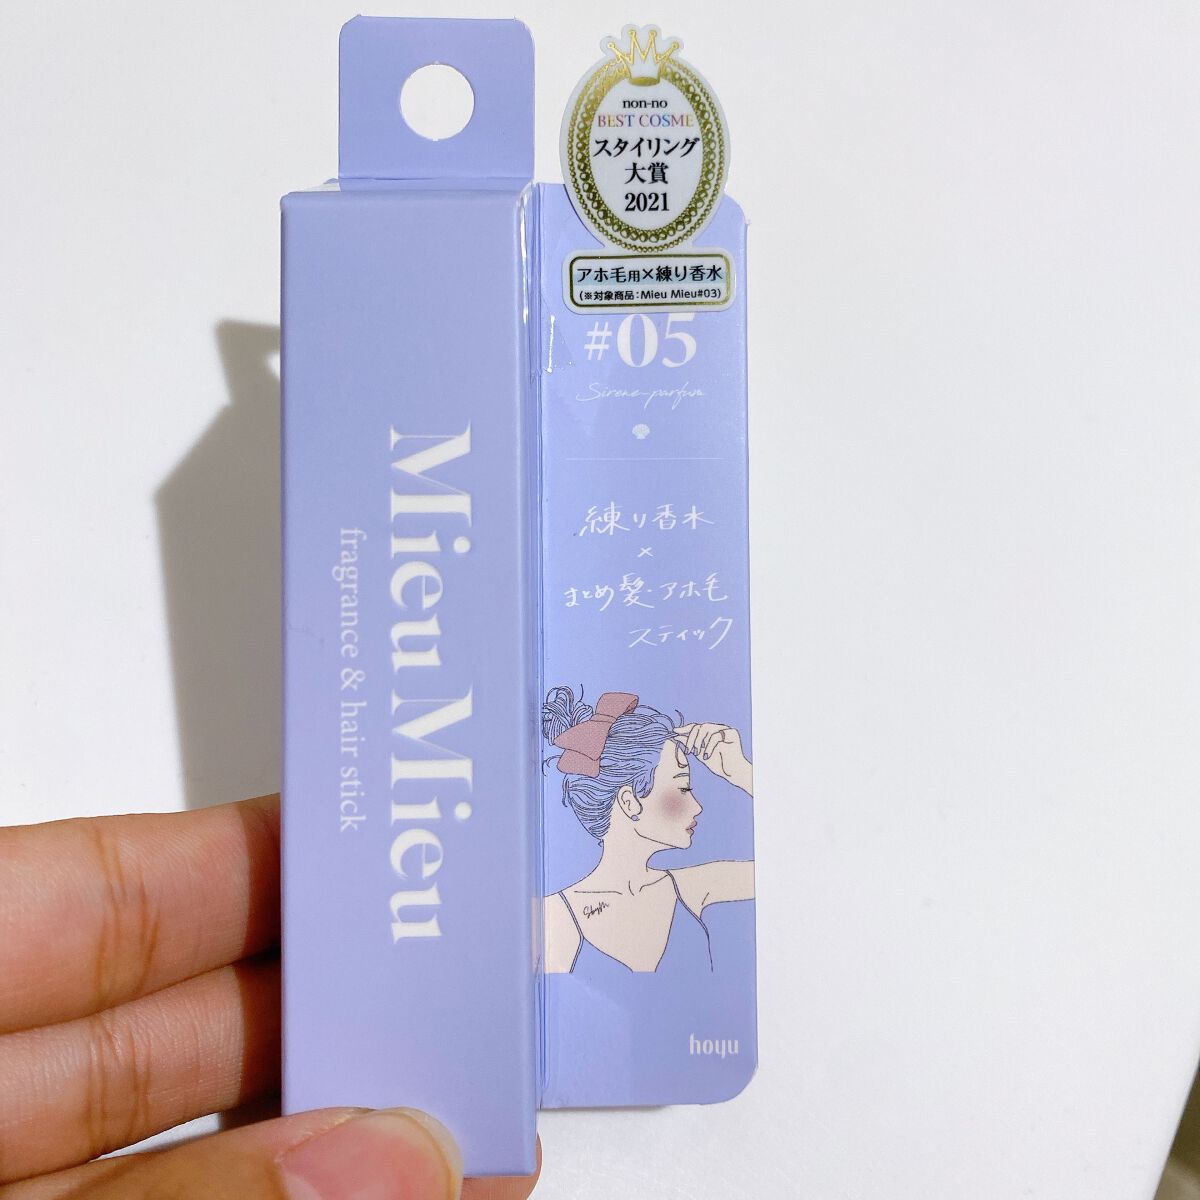 non-no
BEST COSME
スタイリング
大賞
2021
アホ毛用×練り香水
(※対象商品:Mieu Mieu#03)
#05
Sirene-parfum
練り香水
×
まとめ髪・アホ毛
スティック
hoyu
Mieu Mieu
fragrance & hair stick